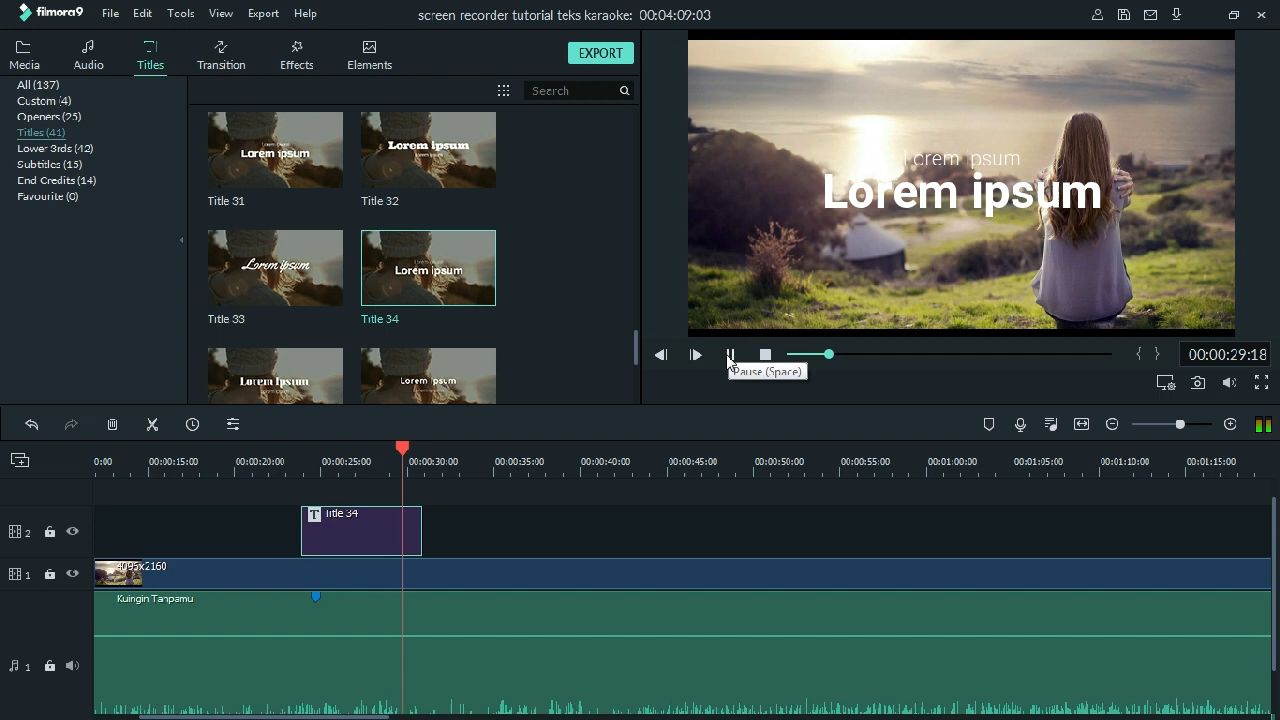 filmora9 File Edit Tools View Export Help screen recorder tutorial teks karaoke: 00:04:09:03
Media Audio Titles Transition Effects Elements EXPORT
All (137)
Custom (4)
Openers (25)
Titles (41)
Lower 3rds (42)
Subtitles (15)
End Credits (14)
Favourite (0)
Search
Lorem ipsum
Title 31
Lorem ipsum
Title 32
Lorem ipsum
Title 33
Lorem ipsum
Title 34
Lorem ipsum
Lorem ipsum
Lorem ipsum
Lorem ipsum
00:00:29:18
Pause (Space)
0:00 00:00:15:00 00:00:20:00 00:00:25:00 00:00:30:00 00:00:35:00 00:00:40:00 00:00:45:00 00:00:50:00 00:00:55:00 00:01:00:00 00:01:05:00 00:01:10:00 00:01:15:00
2
T Title 34
1
4096x2160
Kuingin Tanpamu
1